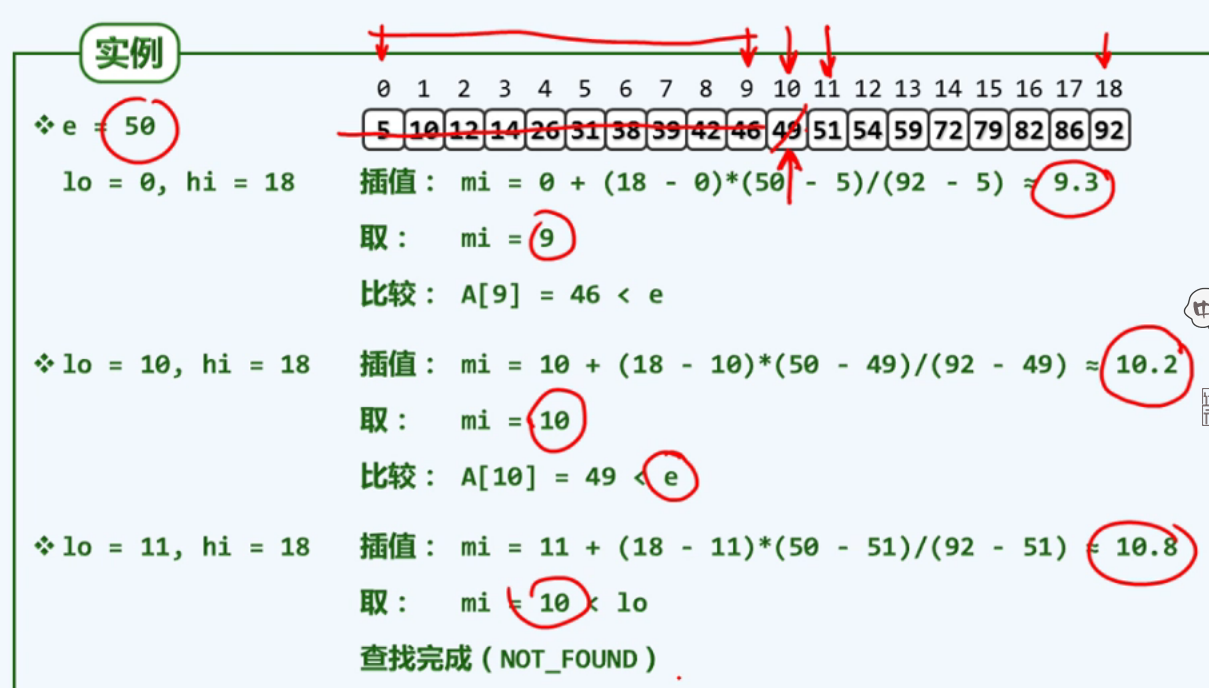 实例
0 1 2 3 4 5 6 7 8 9 10 11 12 13 14 15 16 17 18
❖ e = 50 5 10 12 14 26 31 38 39 42 46 49 51 54 59 72 79 82 86 92
lo = 0, hi = 18 插值： mi = 0 + (18 - 0)*(50 - 5)/(92 - 5) ≈ 9.3
取： mi = 9
比较： A[9] = 46 < e
❖ lo = 10, hi = 18 插值： mi = 10 + (18 - 10)*(50 - 49)/(92 - 49) ≈ 10.2
取： mi = 10
比较： A[10] = 49 < e
❖ lo = 11, hi = 18 插值： mi = 11 + (18 - 11)*(50 - 51)/(92 - 51) ≈ 10.8
取： mi = 10 < lo
查找完成（NOT_FOUND）